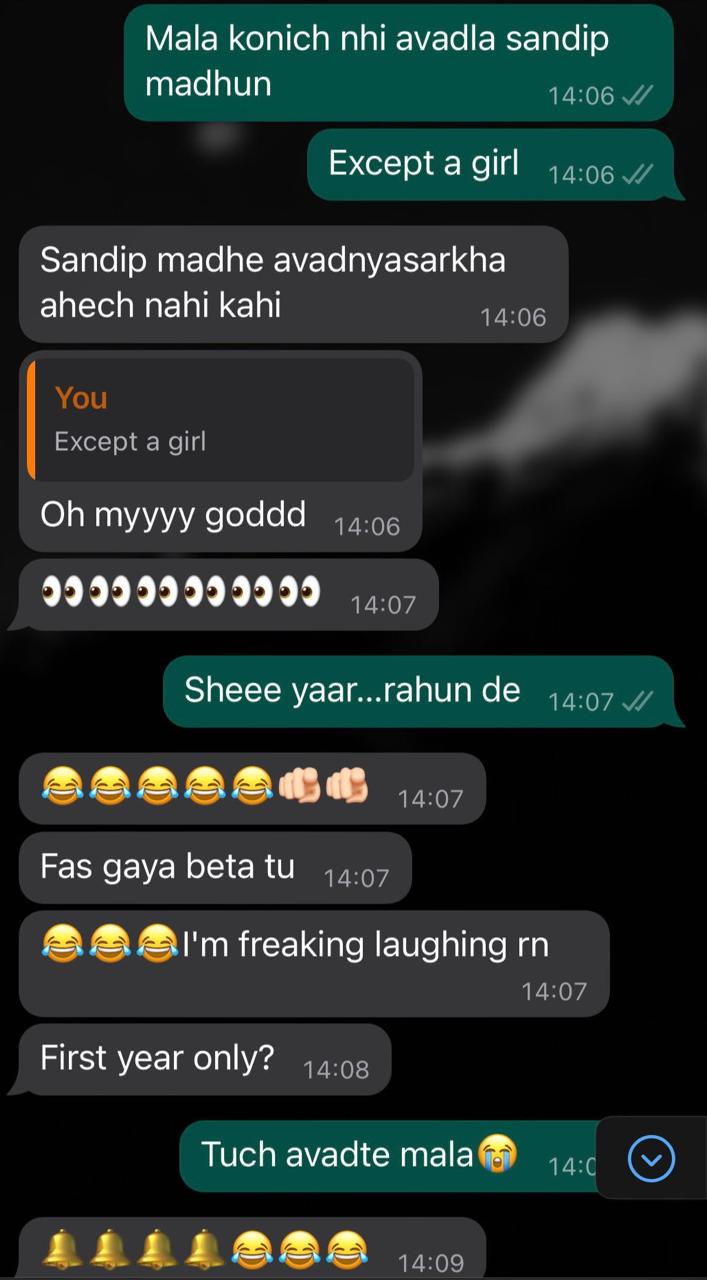 Mala konich nhi avadla sandip
madhun
14:06
Except a girl 14:06
Sandip madhe avadnyasarkha
ahech nahi kahi
14:06
You
Except a girl
Oh myyyy goddd 14:06
👀👀👀👀👀👀 14:07
Sheee yaar...rahun de 14:07
😂😂😂😂😂🫵🏻🫵🏻 14:07
Fas gaya beta tu 14:07
😂😂😂I'm freaking laughing rn
14:07
First year only? 14:08
Tuch avadte mala😭 14:0
🔔🔔🔔🔔😂😂😂 14:09